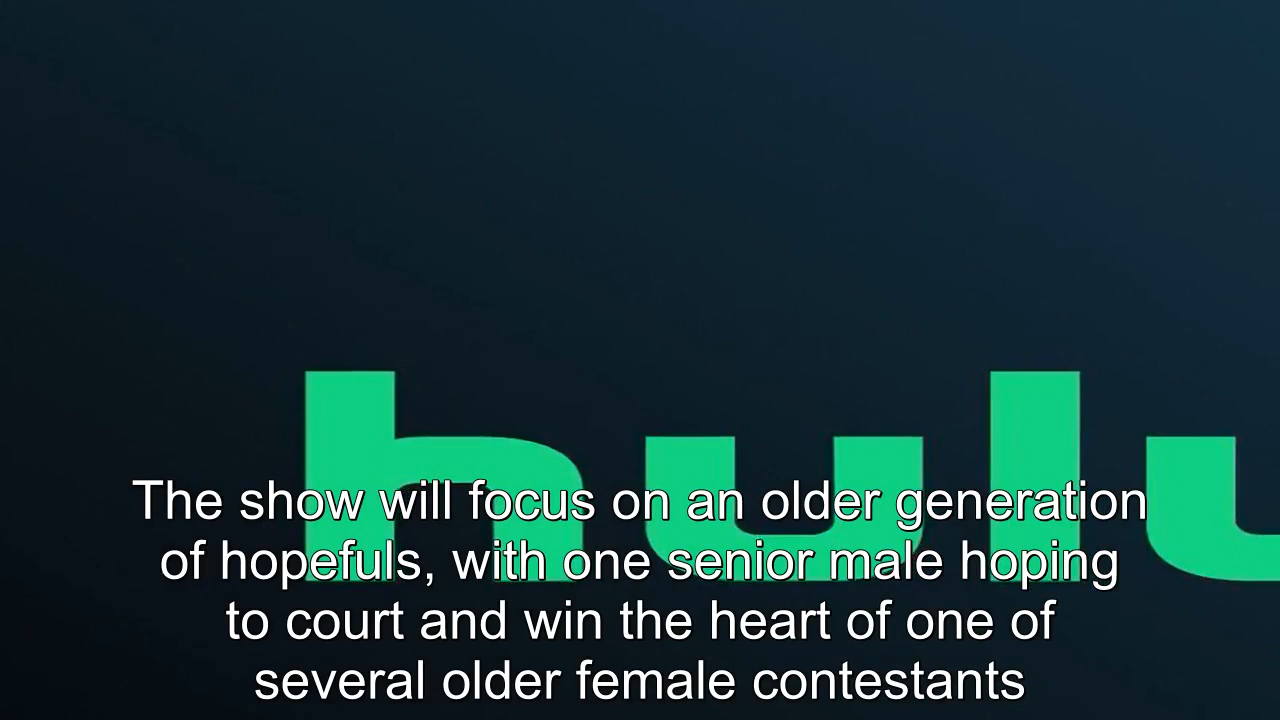 hulu
The show will focus on an older generation
of hopefuls, with one senior male hoping
to court and win the heart of one of
several older female contestants